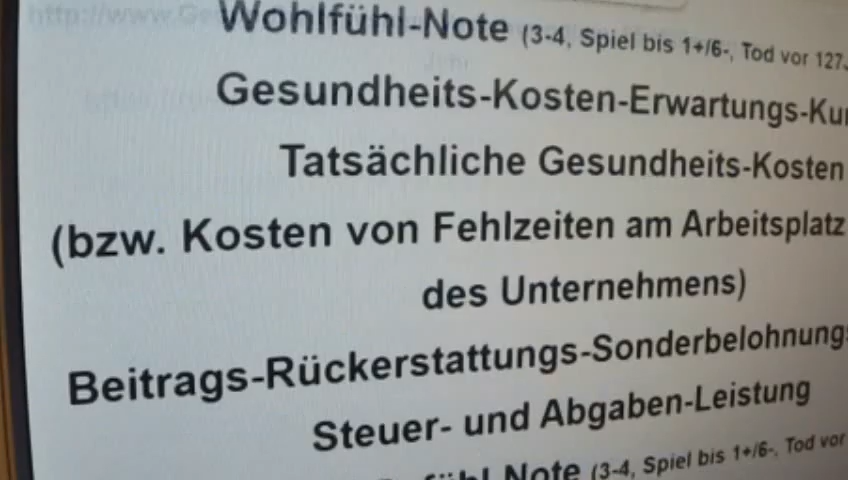 Wohlfühl-Note (3-4, Spiel bis 1+/6-, Tod vor 127
Gesundheits-Kosten-Erwartungs-Ku
Tatsächliche Gesundheits-Kosten
(bzw. Kosten von Fehlzeiten am Arbeitsplatz
des Unternehmens)
Beitrags-Rückerstattungs-Sonderbelohnung
Steuer- und Abgaben-Leistung
Note (3-4, Spiel bis 1+/6-, Tod vor